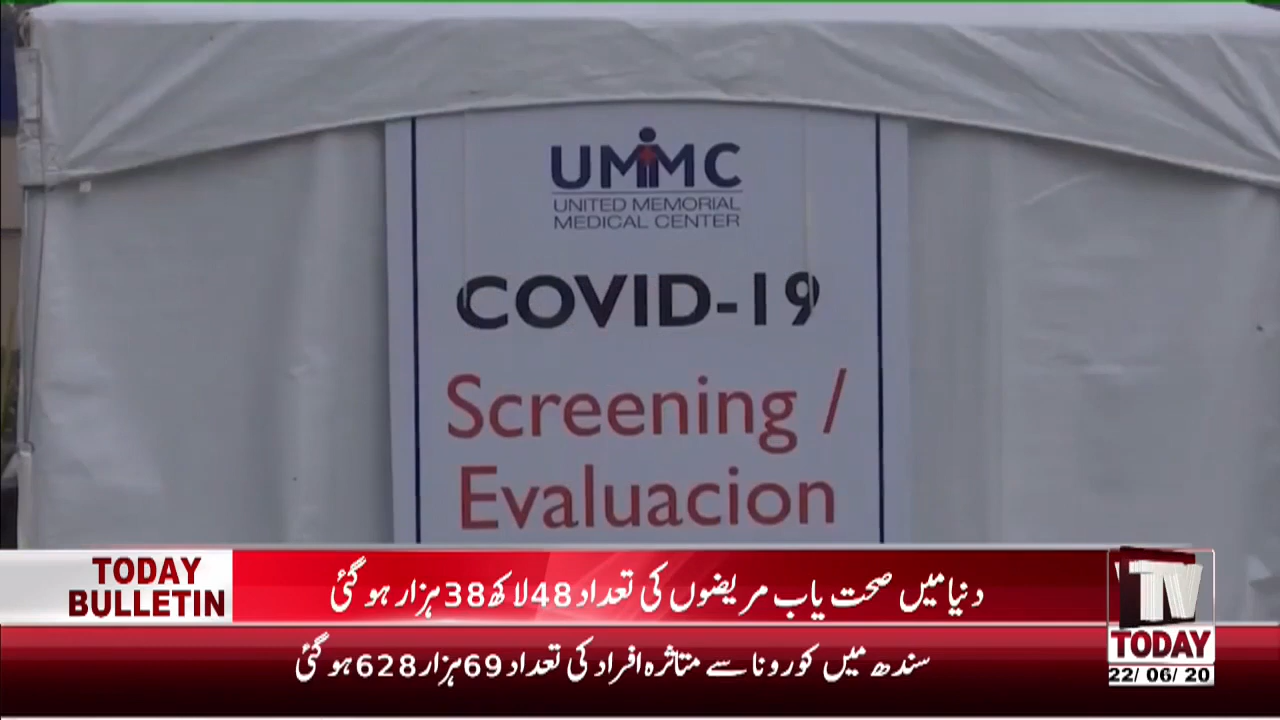 UMMC
UNITED MEMORIAL
MEDICAL CENTER
COVID-19
Screening /
Evaluacion
TODAY
BULLETIN
دنیا میں صحت یاب مریضوں کی تعداد 48 لاکھ 38 ہزار ہو گئی
سندھ میں کورونا سے متاثرہ افراد کی تعداد 69 ہزار 628 ہو گئی
TV
TODAY
22/ 06/ 20